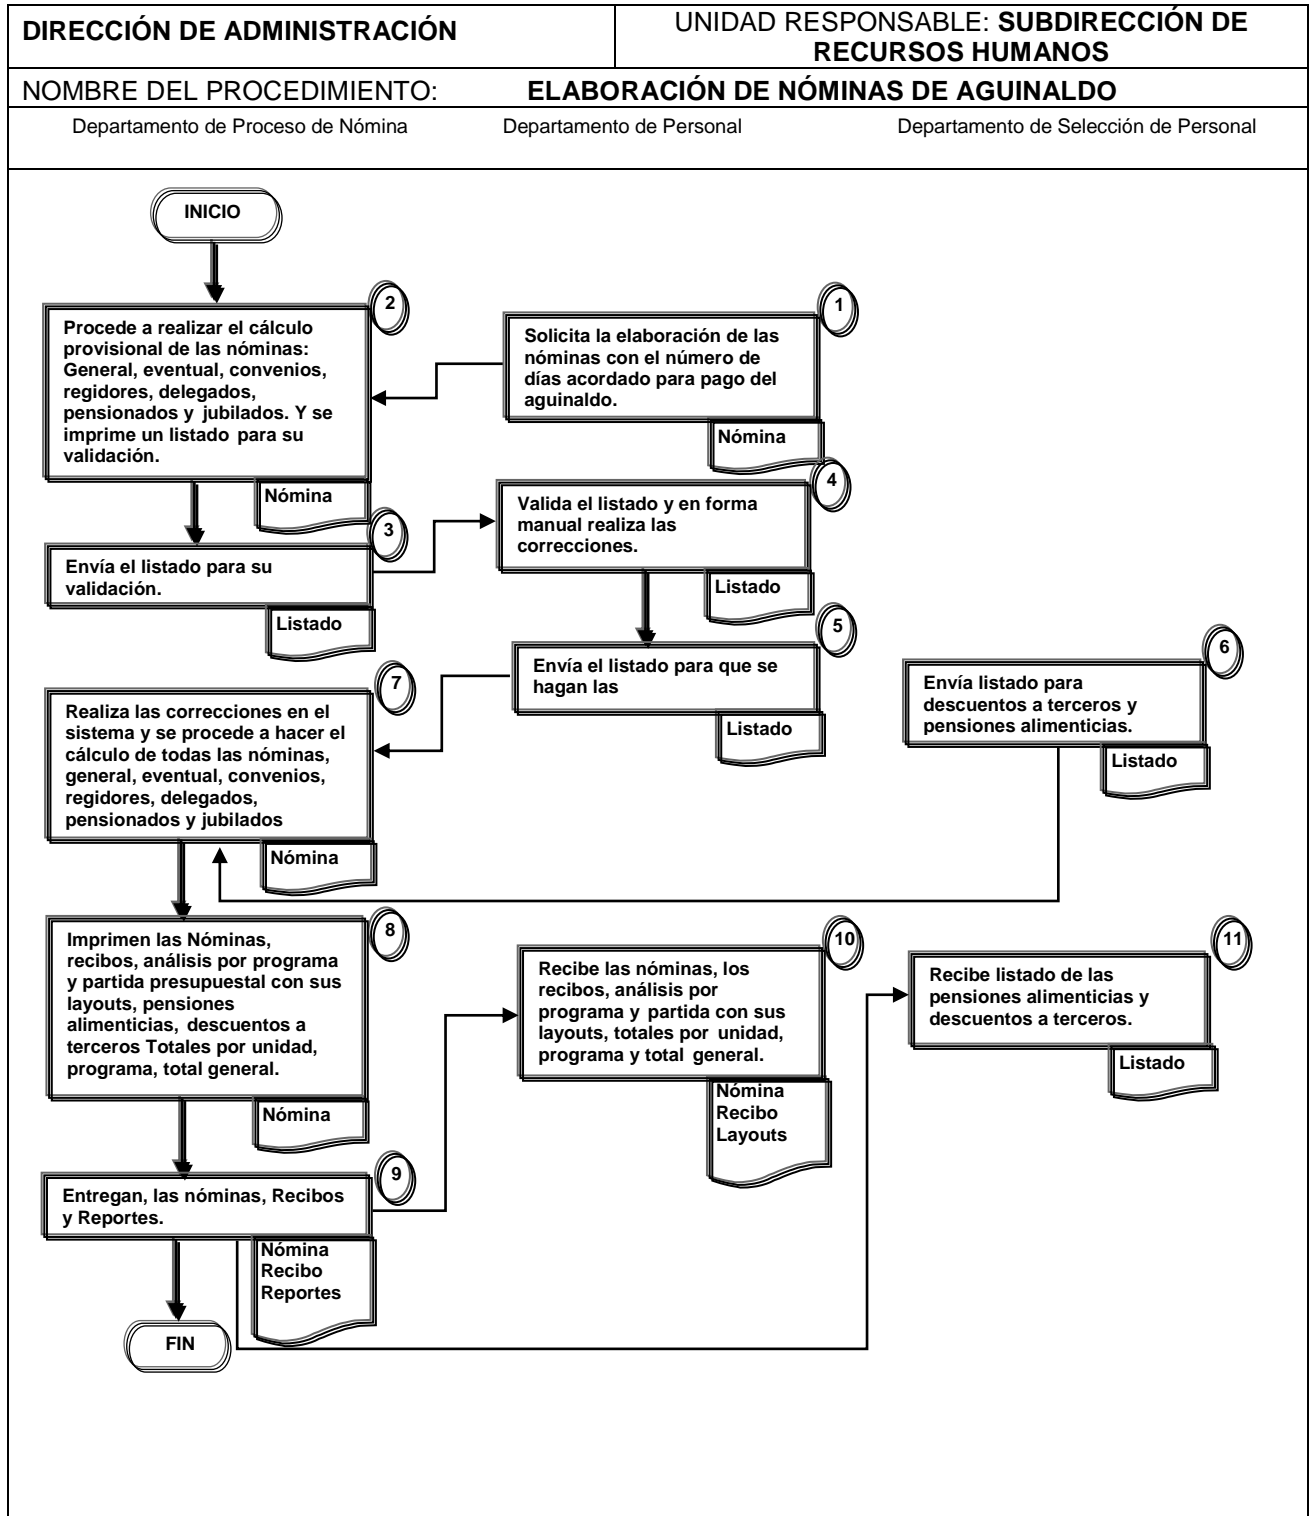 DIRECCIÓN DE ADMINISTRACIÓN
UNIDAD RESPONSABLE: SUBDIRECCIÓN DE
RECURSOS HUMANOS
NOMBRE DEL PROCEDIMIENTO: ELABORACIÓN DE NÓMINAS DE AGUINALDO
Departamento de Proceso de Nómina
Departamento de Personal
Departamento de Selección de Personal
INICIO
1
Solicita la elaboración de las
nóminas con el número de
días acordado para pago del
aguinaldo.
Nómina
2
Procede a realizar el cálculo
provisional de las nóminas:
General, eventual, convenios,
regidores, delegados,
pensionados y jubilados. Y se
imprime un listado para su
validación.
Nómina
3
Envía el listado para su
validación.
Listado
4
Valida el listado y en forma
manual realiza las
correcciones.
Listado
5
Envía el listado para que se
hagan las
Listado
6
Envía listado para
descuentos a terceros y
pensiones alimenticias.
Listado
7
Realiza las correcciones en el
sistema y se procede a hacer el
cálculo de todas las nóminas,
general, eventual, convenios,
regidores, delegados,
pensionados y jubilados
Nómina
8
Imprimen las Nóminas,
recibos, análisis por programa
y partida presupuestal con sus
layouts, pensiones
alimenticias, descuentos a
terceros Totales por unidad,
programa, total general.
Nómina
9
Entregan, las nóminas, Recibos
y Reportes.
Nómina
Recibo
Reportes
10
Recibe las nóminas, los
recibos, análisis por
programa y partida con sus
layouts, totales por unidad,
programa y total general.
Nómina
Recibo
Layouts
11
Recibe listado de las
pensiones alimenticias y
descuentos a terceros.
Listado
FIN